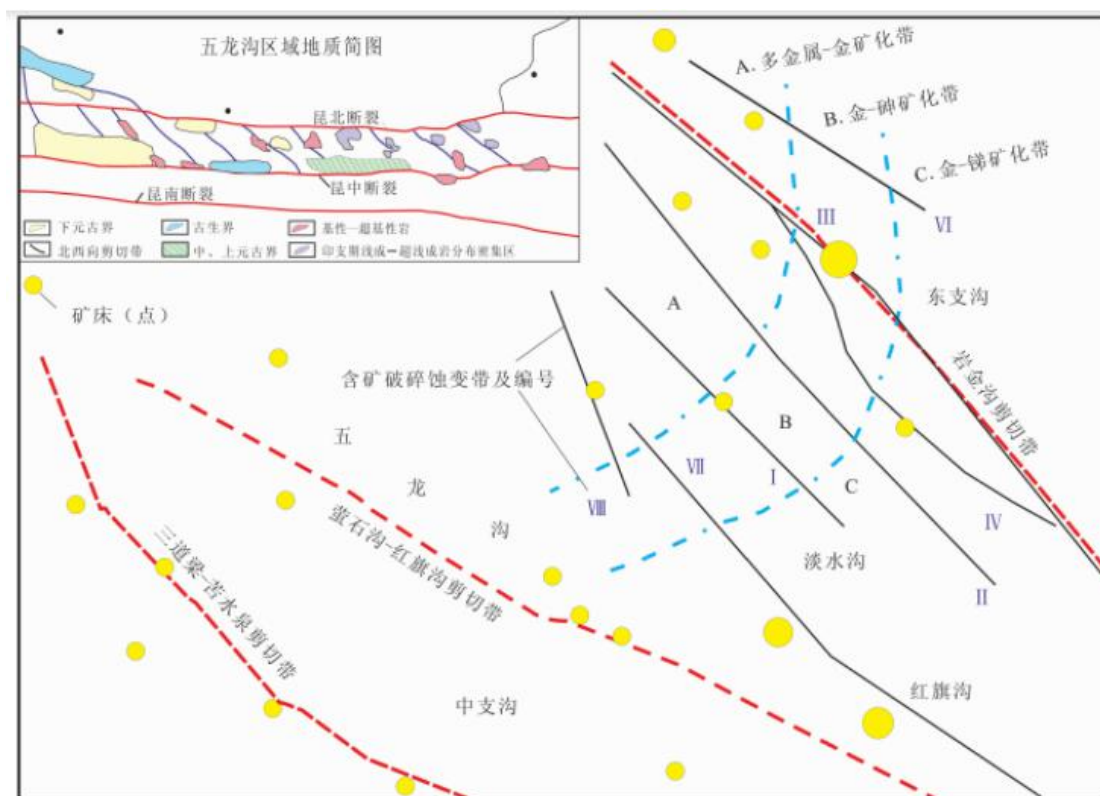 五龙沟区域地质简图
昆北断裂
昆中断裂
昆南断裂
下元古界
古生界
基性—超基性岩
北西向剪切带
中、上元古界
印支期浅成—超浅成岩分布密集区
A. 多金属-金矿化带
B. 金-砷矿化带
C. 金-锑矿化带
III
VI
东支沟
矿床（点）
A
岩金沟剪切带
含矿破碎蚀变带及编号
五
龙
沟
B
VII
I
C
VIII
IV
萤石沟-红旗沟剪切带
淡水沟
II
三道梁-苦水泉剪切带
红旗沟
中支沟